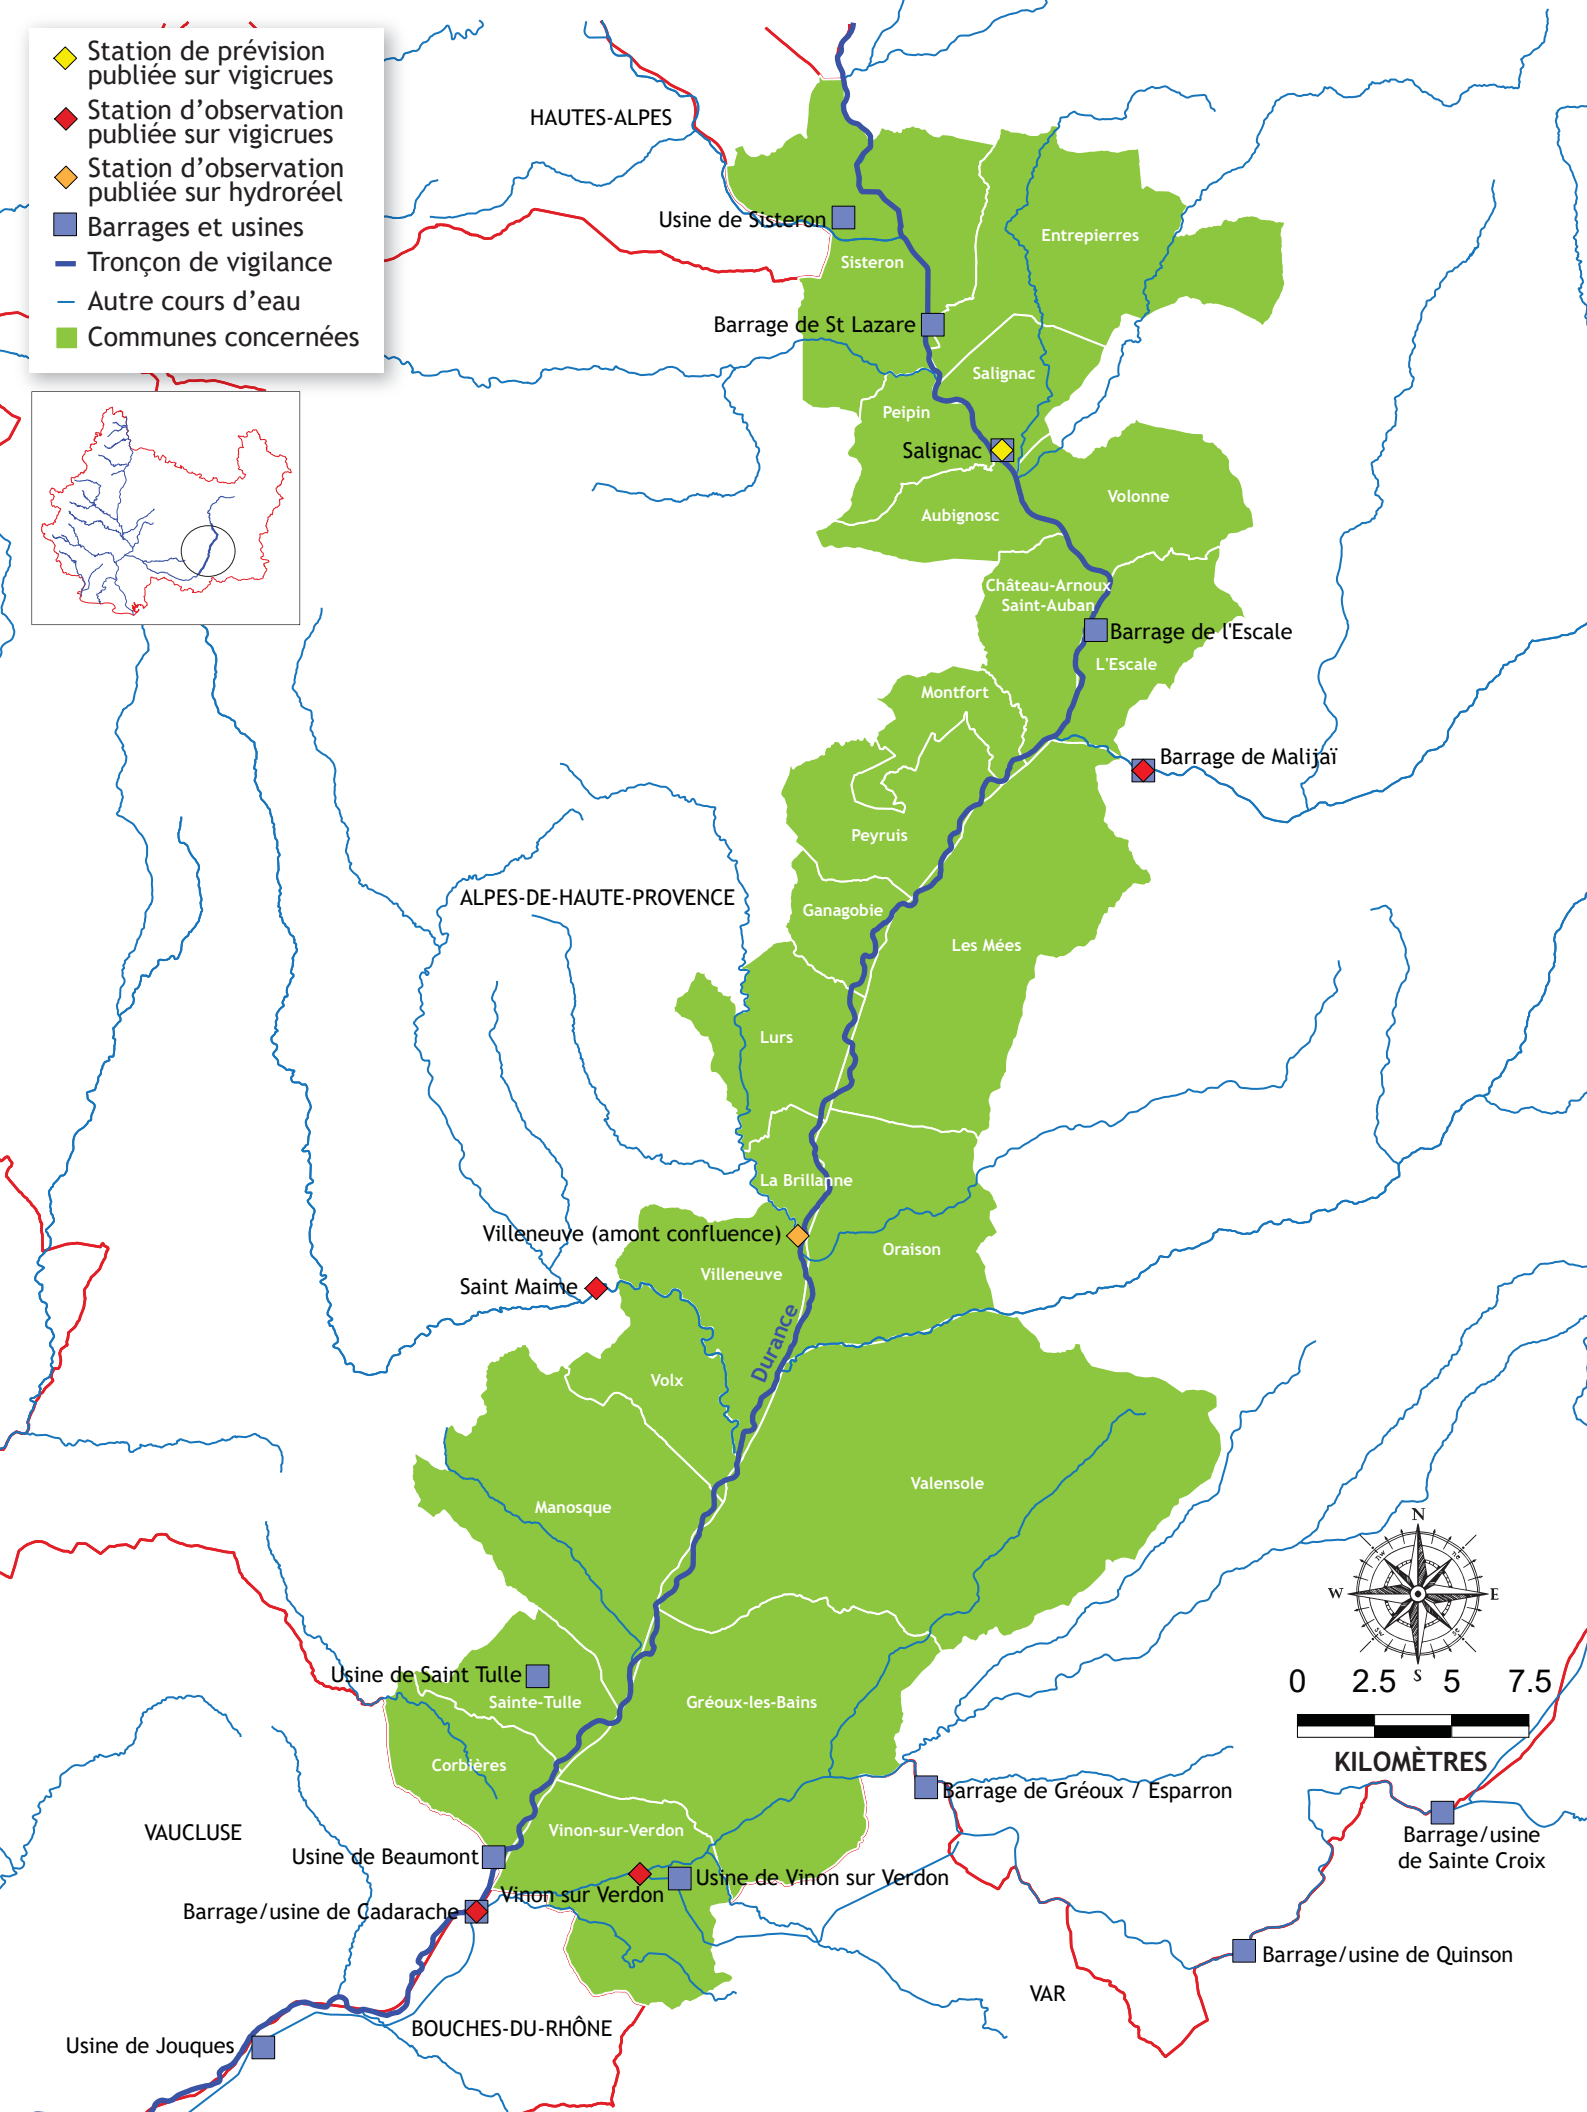 Station de prévision
publiée sur vigicrues
Station d’observation
publiée sur vigicrues
Station d’observation
publiée sur hydroréel
Barrages et usines
Tronçon de vigilance
Autre cours d’eau
Communes concernées
HAUTES-ALPES
Usine de Sisteron
Entrepierres
Sisteron
Barrage de St Lazare
Salignac
Peipin
Salignac
Volonne
Aubignosc
Château-Arnoux
Saint-Auban
Barrage de l'Escale
L'Escale
Montfort
Barrage de Malijaï
Peyruis
ALPES-DE-HAUTE-PROVENCE
Ganagobie
Les Mées
Lurs
La Brillanne
Villeneuve (amont confluence)
Oraison
Villeneuve
Saint Maime
Durance
Volx
Valensole
Manosque
N
NW
NE
W
E
SW
SE
S
Usine de Saint Tulle
Sainte-Tulle
Gréoux-les-Bains
0 2.5 5 7.5
KILOMÈTRES
Corbières
Barrage de Gréoux / Esparron
VAUCLUSE
Vinon-sur-Verdon
Barrage/usine
de Sainte Croix
Usine de Beaumont
Usine de Vinon sur Verdon
Vinon sur Verdon
Barrage/usine de Cadarache
Barrage/usine de Quinson
VAR
BOUCHES-DU-RHÔNE
Usine de Jouques